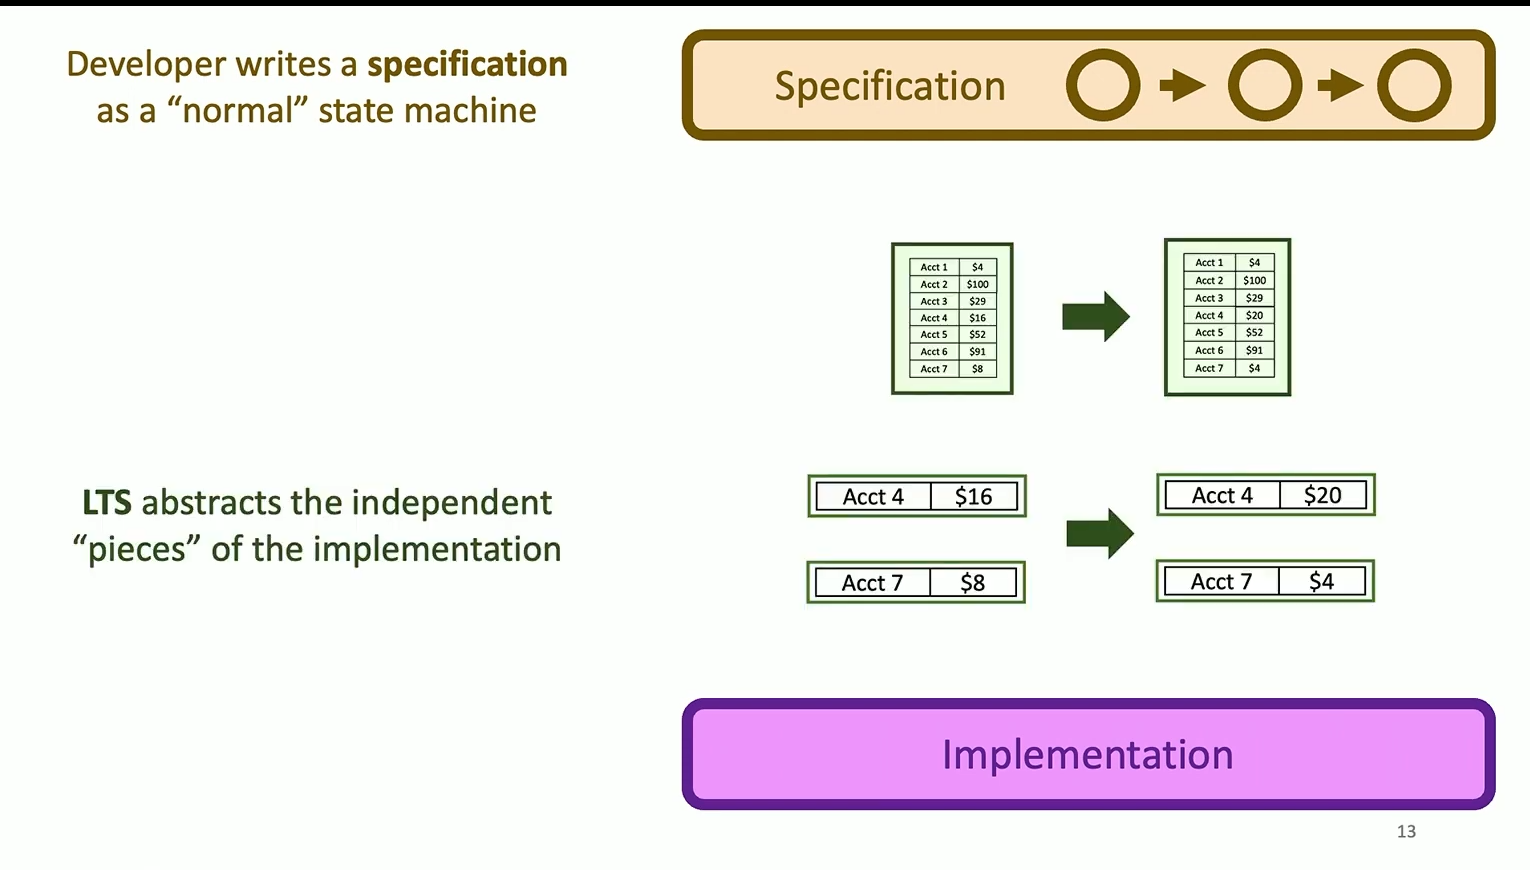 Developer writes a specification
as a “normal” state machine
Specification
Acct 1 $4
Acct 2 $100
Acct 3 $29
Acct 4 $16
Acct 5 $52
Acct 6 $91
Acct 7 $8
Acct 1 $4
Acct 2 $100
Acct 3 $29
Acct 4 $20
Acct 5 $52
Acct 6 $91
Acct 7 $4
LTS abstracts the independent
“pieces” of the implementation
Acct 4 $16
Acct 7 $8
Acct 4 $20
Acct 7 $4
Implementation
13